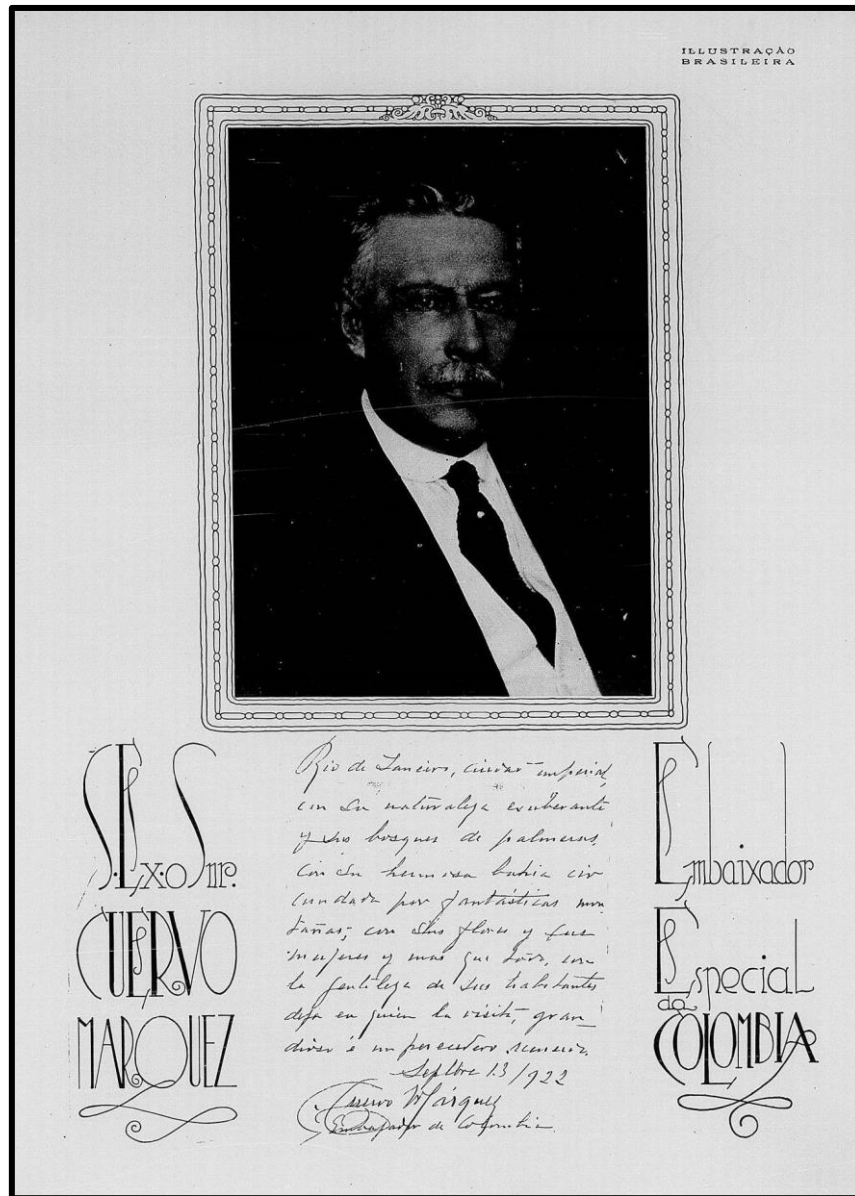 ILLUSTRAÇÃO
BRASILEIRA
S. Ex.o Snr.
CUERVO
MARQUEZ
Rio de Janeiro, ciudad imperial,
con su naturaleza exuberante
y sus bosques de palmeras,
con su hermosa bahia cir
cundada por fantásticas mon
tañas; con sus flores y sus
mujeres y mas que todo, con
la gentileza de sus habitantes
deja en quien la visita, gran
dioso é un perecedero
Septbre 13/922
Cuervo Márquez
Embajador de Colombia
Embaixador
Especial
da
COLOMBIA